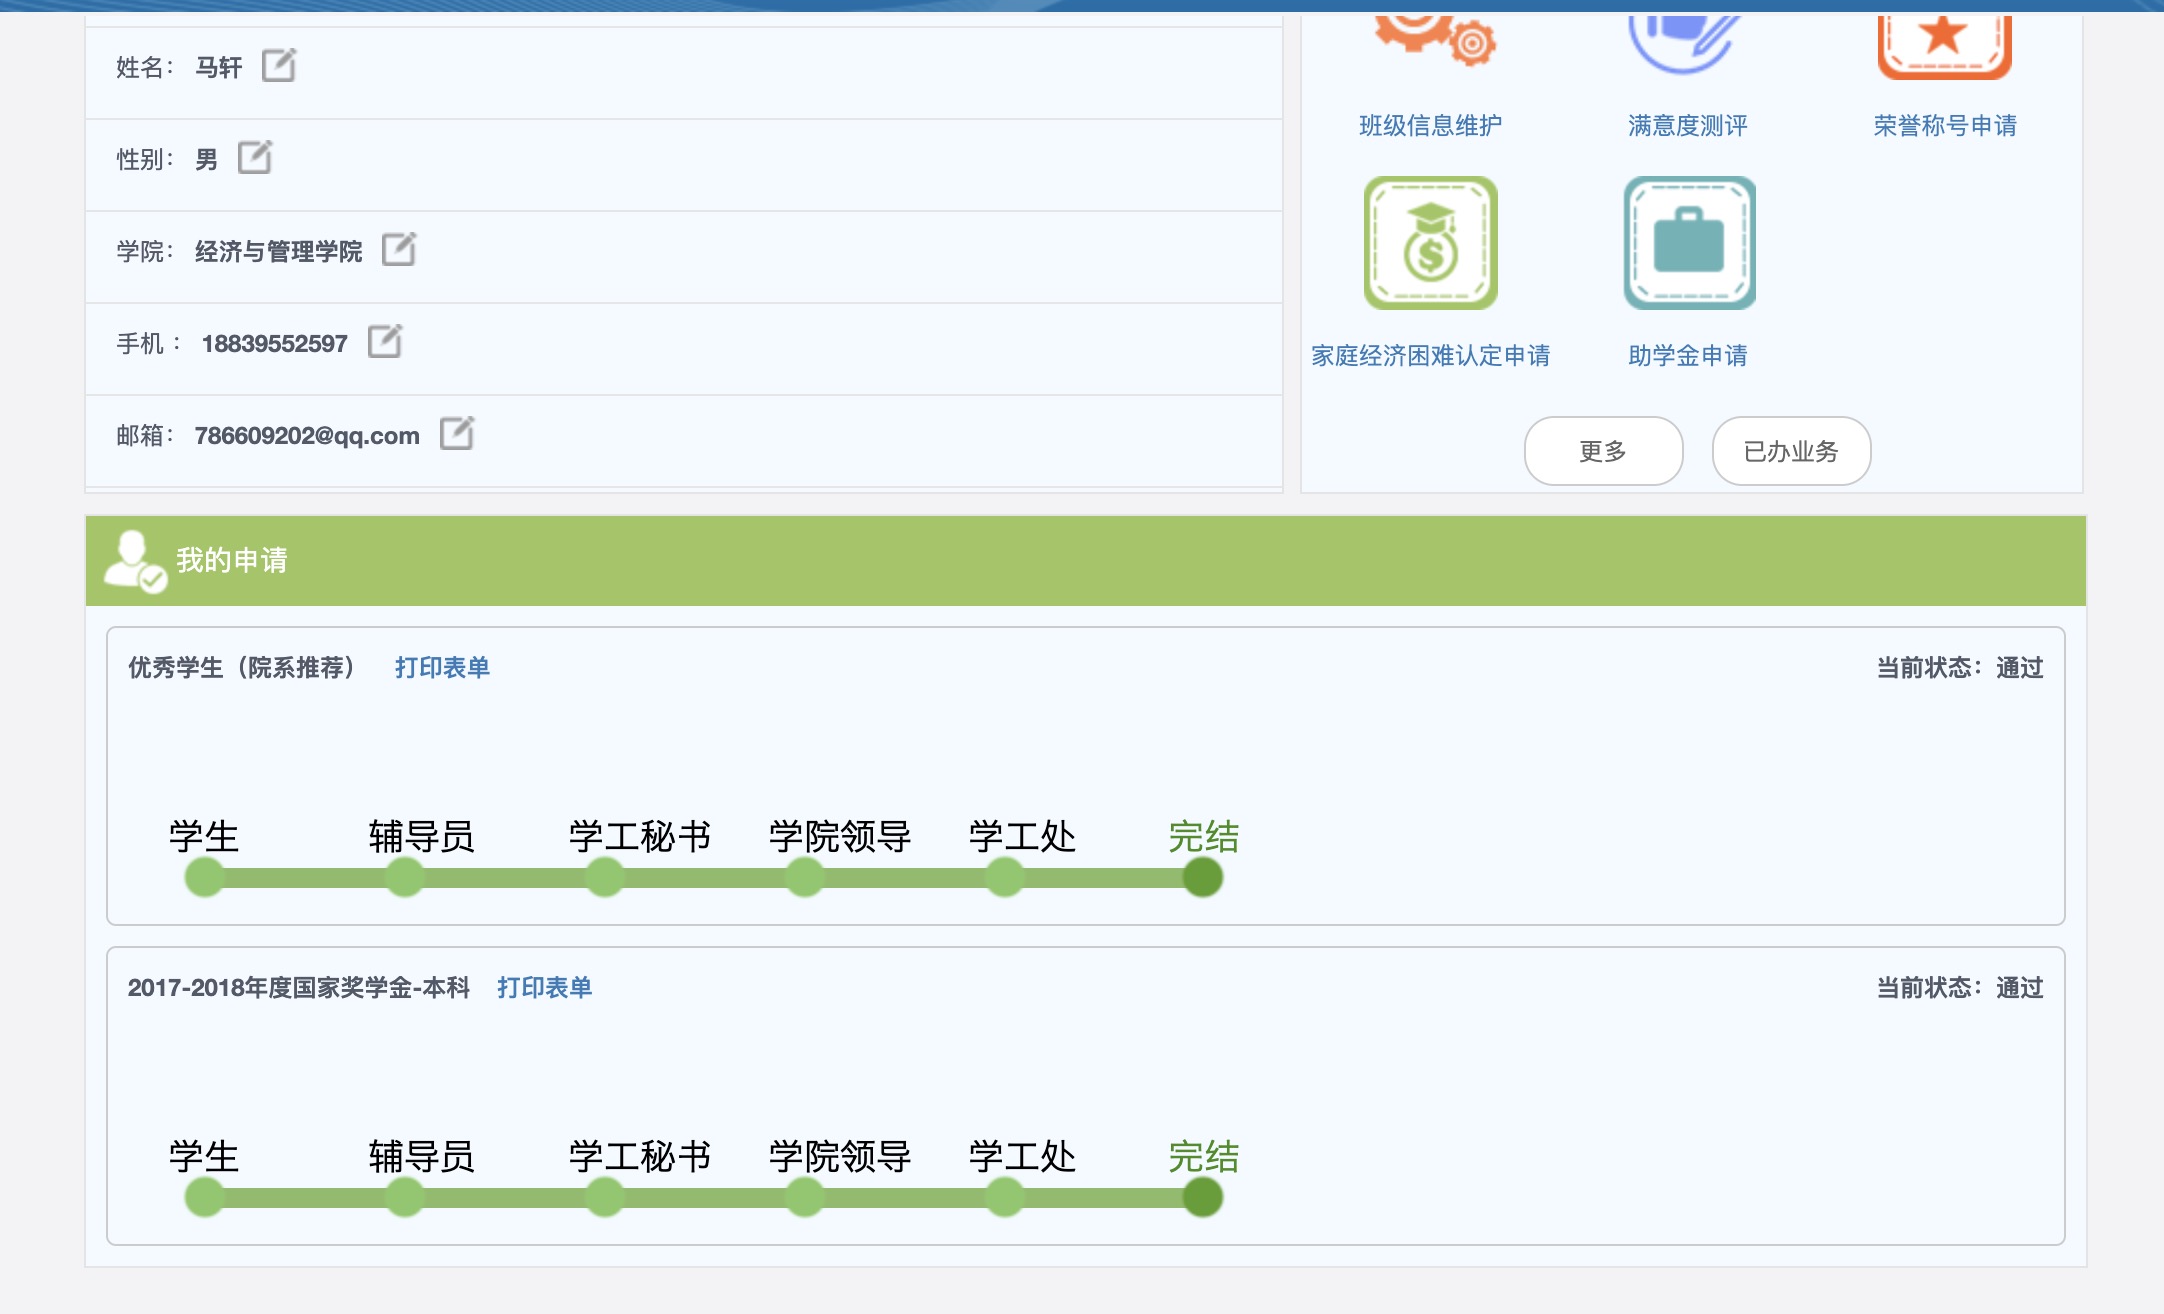 姓名： 马轩
性别： 男
学院： 经济与管理学院
手机 ： 18839552597
邮箱： 786609202@qq.com
班级信息维护 满意度测评 荣誉称号申请
家庭经济困难认定申请 助学金申请
更多 已办业务
我的申请
优秀学生（院系推荐） 打印表单 当前状态：通过
学生 辅导员 学工秘书 学院领导 学工处 完结
2017-2018年度国家奖学金-本科 打印表单 当前状态：通过
学生 辅导员 学工秘书 学院领导 学工处 完结